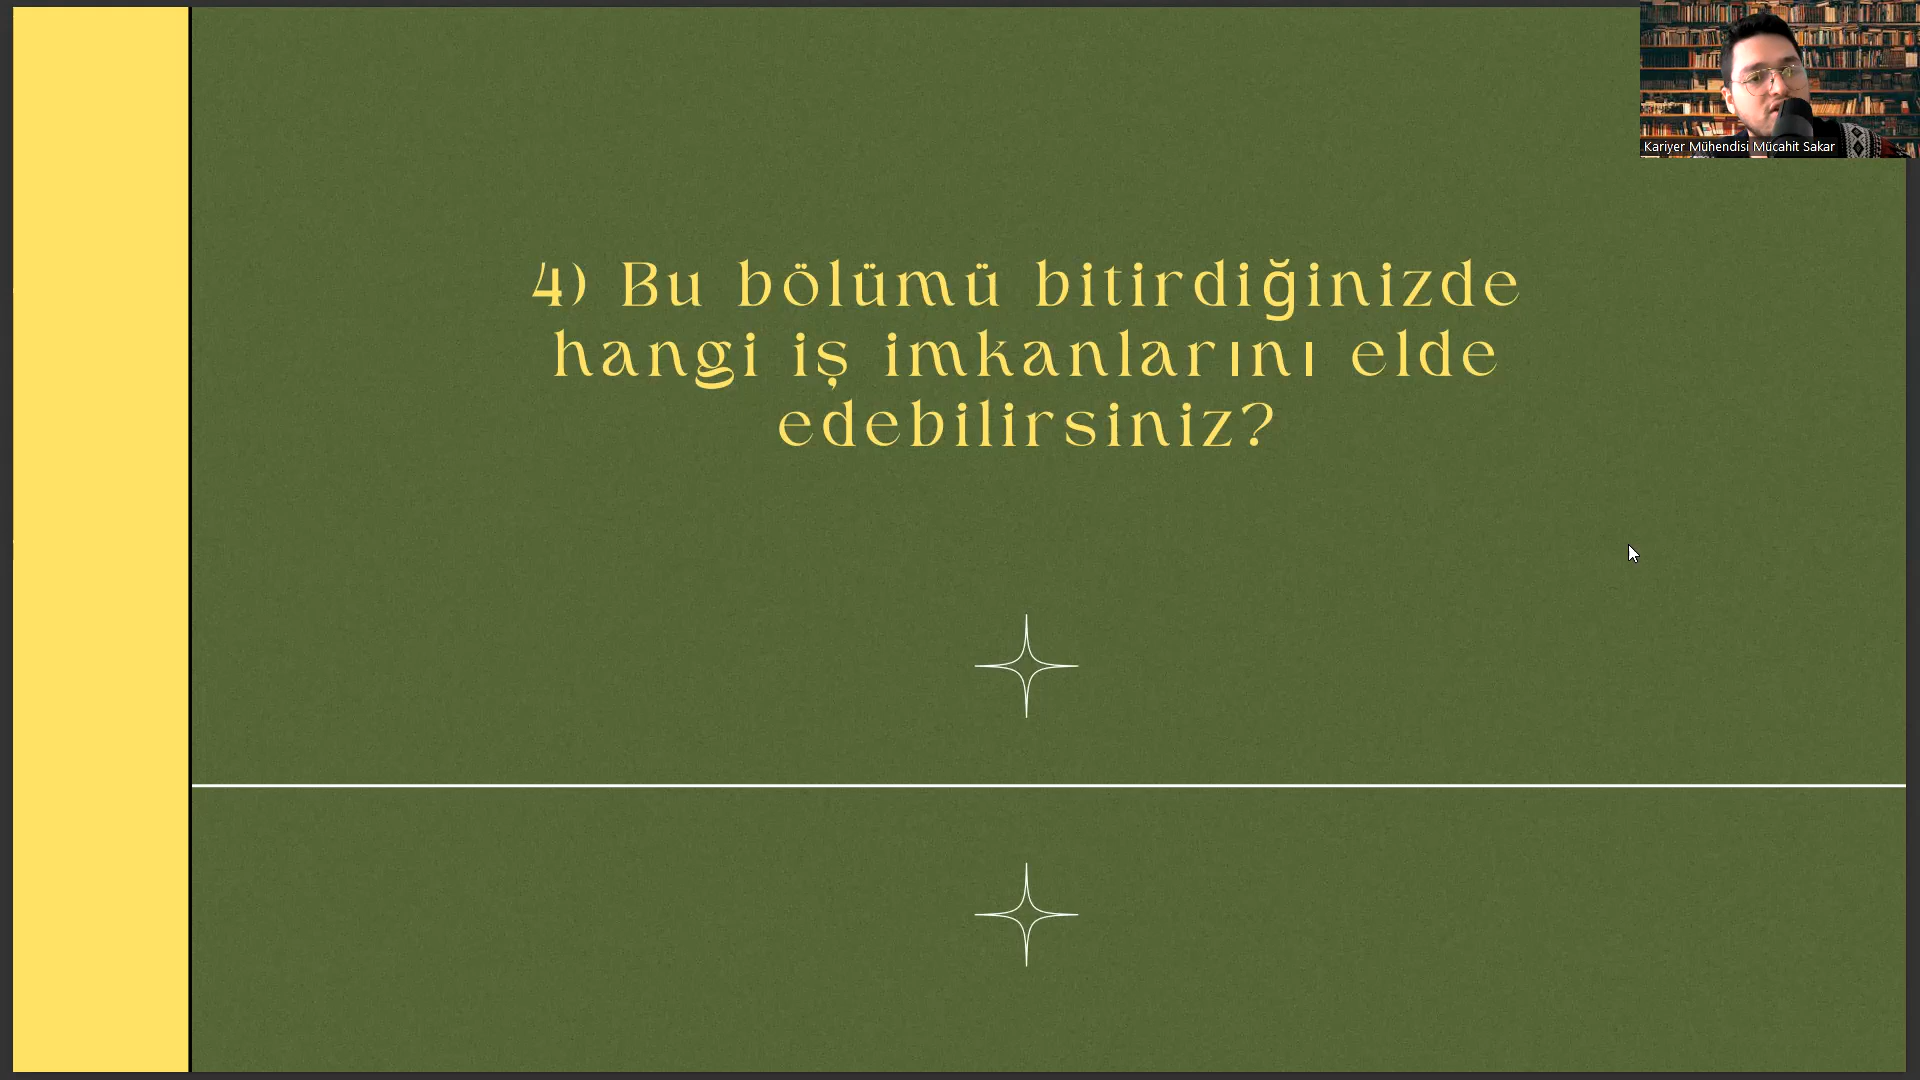 4) Bu bölümü bitirdiğinizde
hangi iş imkanlarını elde
edebilirsiniz?
Kariyer Mühendisi Mücahit Sakar